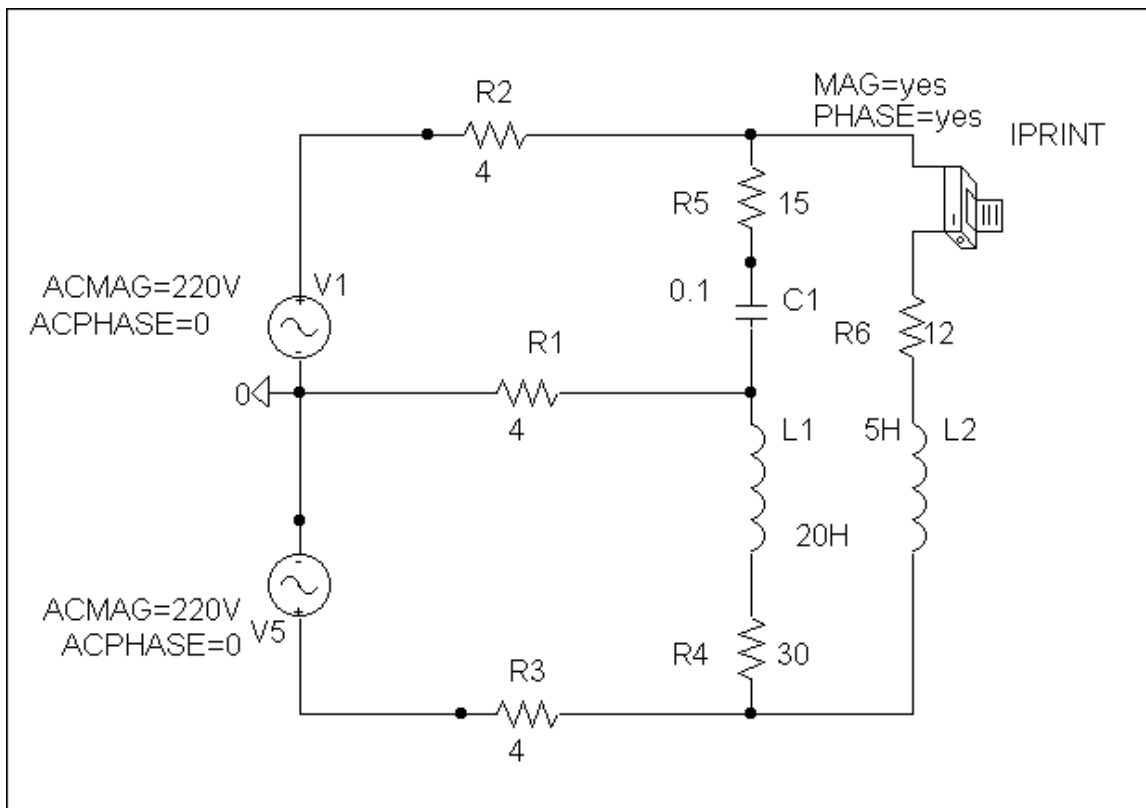 MAG=yes
PHASE=yes
IPRINT
R2
4
R5
15
ACMAG=220V
ACPHASE=0
V1
0.1
C1
R6
12
R1
4
0
L1
5H
L2
20H
ACMAG=220V
ACPHASE=0
V5
R4
30
R3
4